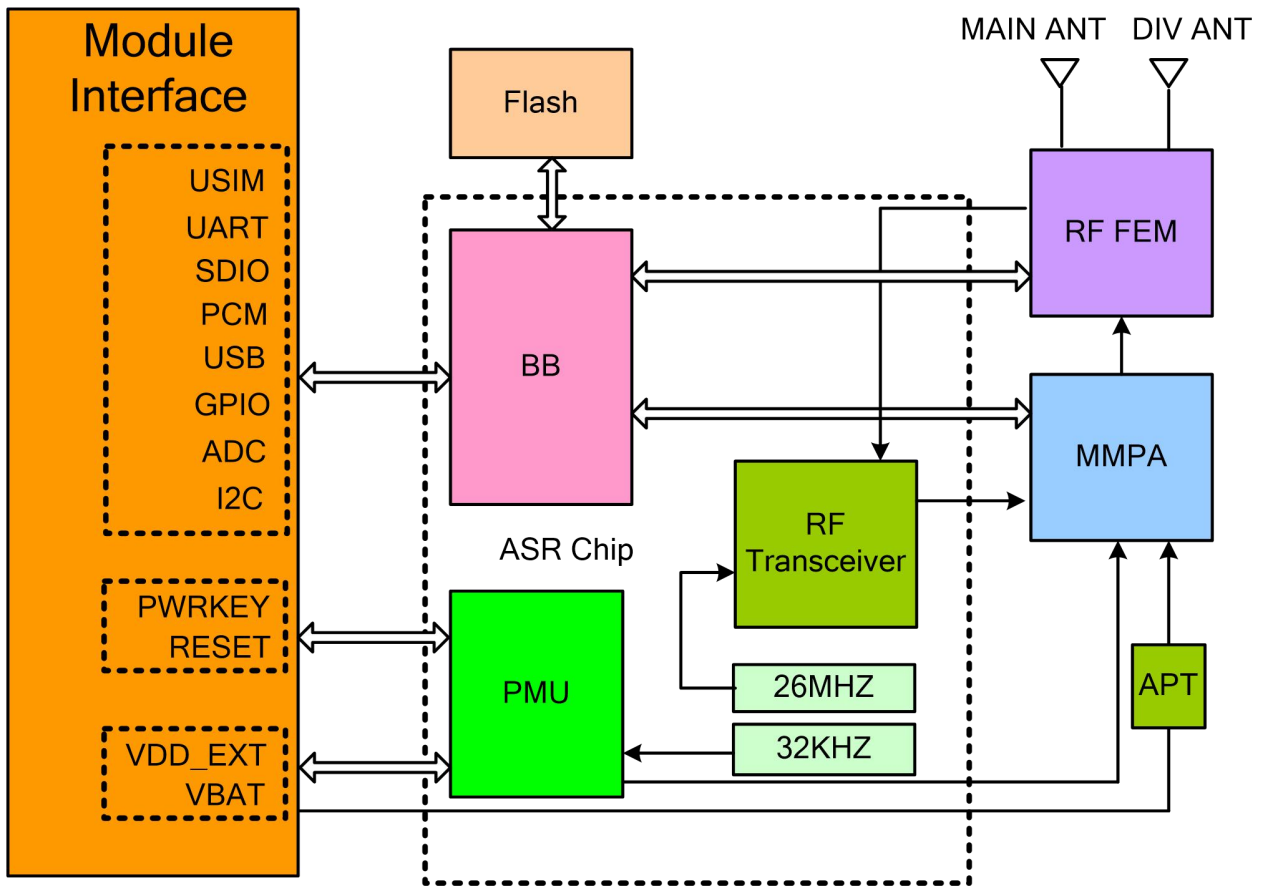 Module
Interface
USIM
UART
SDIO
PCM
USB
GPIO
ADC
I2C
PWRKEY
RESET
VDD_EXT
VBAT
Flash
BB
ASR Chip
PMU
RF
Transceiver
26MHZ
32KHZ
MAIN ANT
DIV ANT
RF FEM
MMPA
APT